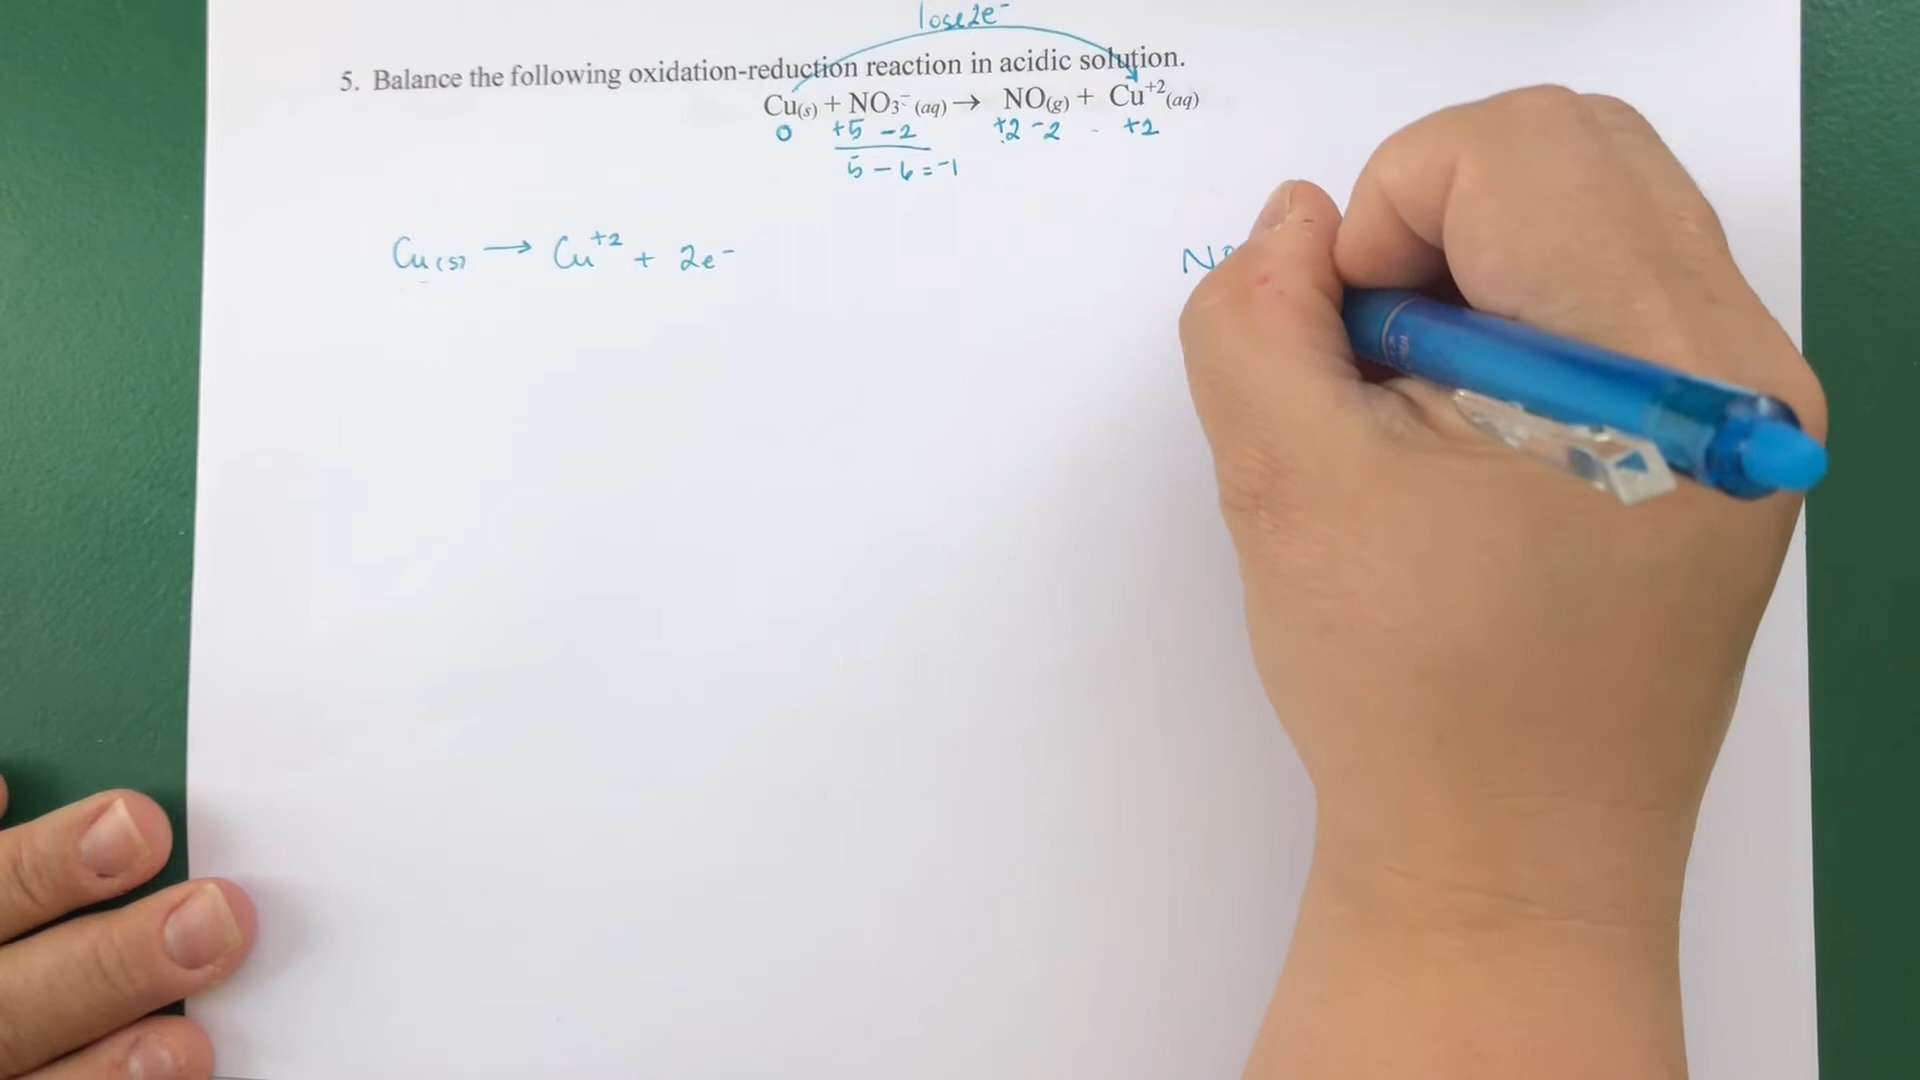 lose 2e⁻
5. Balance the following oxidation-reduction reaction in acidic solution.
Cu(s) + NO₃⁻ (aq) → NO(g) + Cu⁺²(aq)
0 +5 -2 +2 -2 +2
5 - 6 = -1
Cu(s) → Cu⁺² + 2e⁻ N